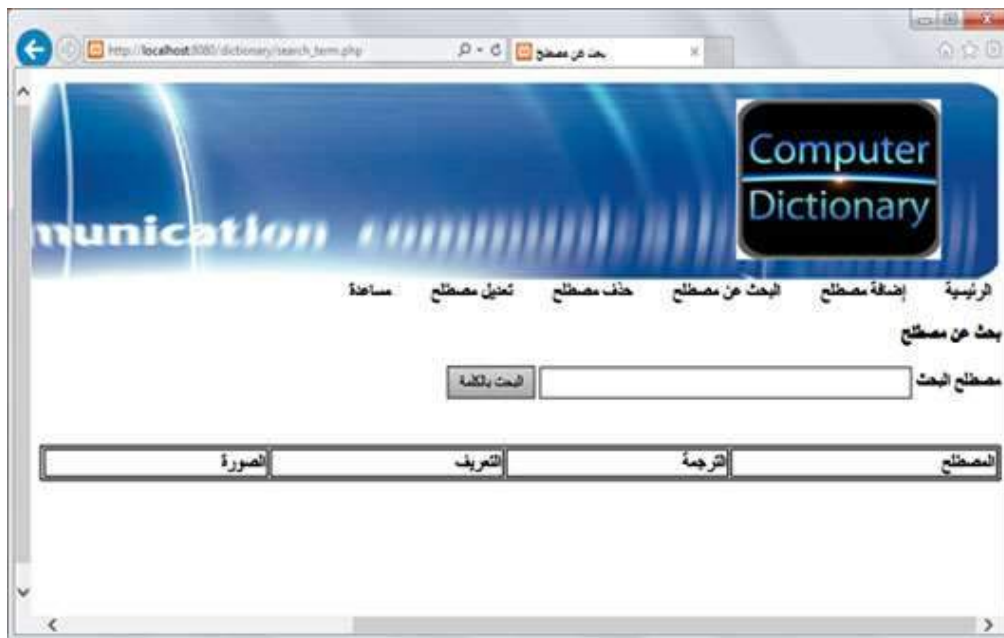 http://localhost:8080/dictionary/search_term.php
بحث عن مصطلح
Computer
Dictionary
munication comm
الرئيسية إضافة مصطلح البحث عن مصطلح حذف مصطلح تعديل مصطلح مساعدة
بحث عن مصطلح
مصطلح البحث البحث بالكلمة
المصطلح الترجمة التعريف الصورة